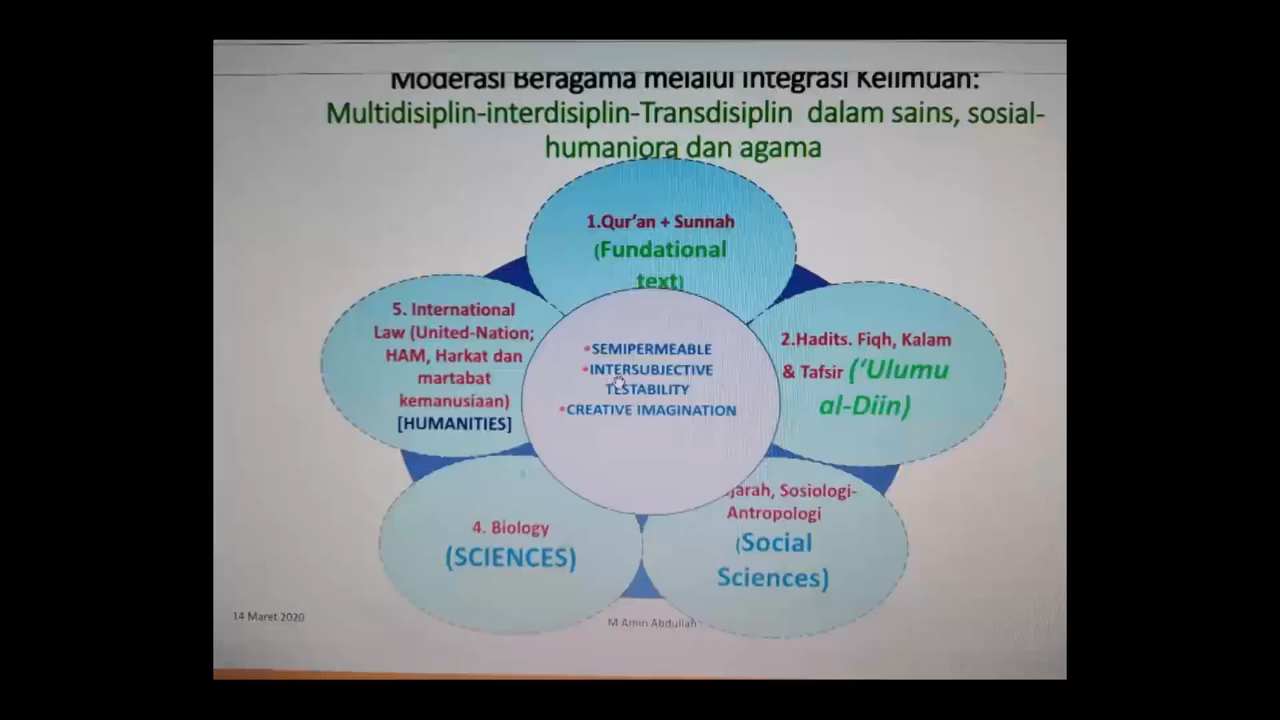 Moderasi Beragama melalui Integrasi Keilmuan:
Multidisiplin-interdisiplin-Transdisiplin dalam sains, sosial-
humaniora dan agama
1.Qur'an + Sunnah
(Fundational
text)
5. International
Law (United-Nation;
HAM, Harkat dan
martabat
kemanusiaan)
[HUMANITIES]
•SEMIPERMEABLE
•INTERSUBJECTIVE
TESTABILITY
•CREATIVE IMAGINATION
2.Hadits. Fiqh, Kalam
& Tafsir ('Ulumu
al-Diin)
4. Biology
(SCIENCES)
jarah, Sosiologi-
Antropologi
(Social
Sciences)
14 Maret 2020
M Amin Abdullah